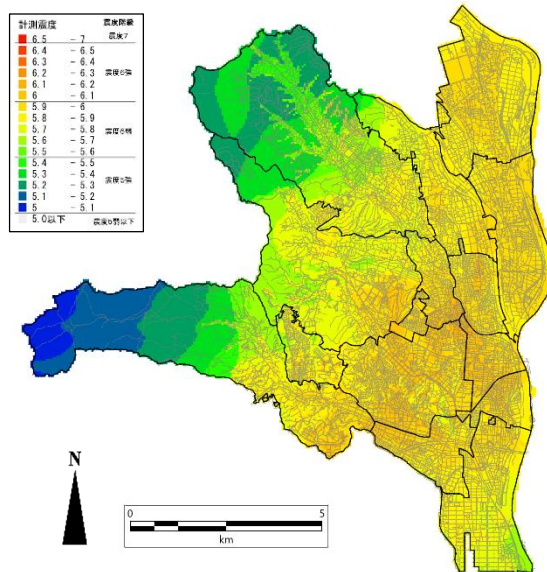 計測震度 震度階級
6.5 - 7 震度7
6.4 - 6.5
6.3 - 6.4
6.2 - 6.3 震度6強
6.1 - 6.2
6 - 6.1
5.9 - 6
5.8 - 5.9
5.7 - 5.8 震度6弱
5.6 - 5.7
5.5 - 5.6
5.4 - 5.5
5.3 - 5.4
5.2 - 5.3 震度5強
5.1 - 5.2
5 - 5.1
5.0以下 震度5弱以下
N
0 5
km